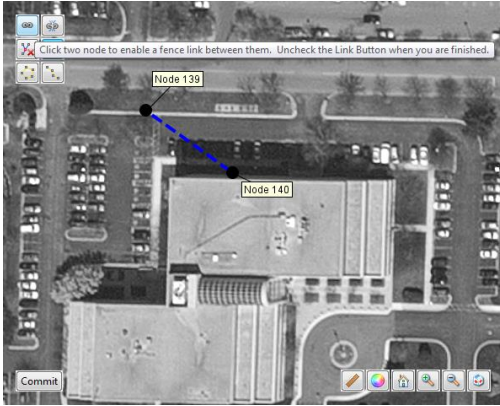 Click two node to enable a fence link between them. Uncheck the Link Button when you are finished.
Node 139
Node 140
Commit